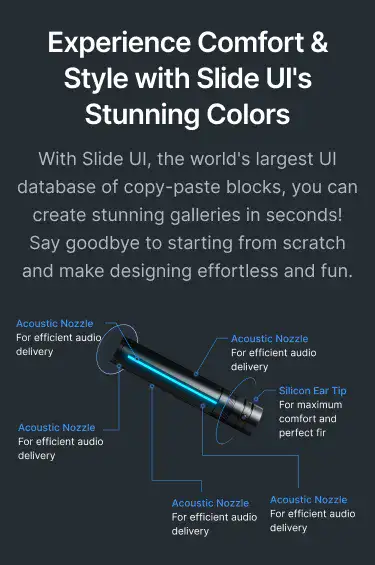 Experience Comfort &
Style with Slide UI's
Stunning Colors
With Slide UI, the world's largest UI
database of copy-paste blocks, you can
create stunning galleries in seconds!
Say goodbye to starting from scratch
and make designing effortless and fun.
Acoustic Nozzle
For efficient audio
delivery
Acoustic Nozzle
For efficient audio
delivery
Silicon Ear Tip
For maximum
comfort and
perfect fir
Acoustic Nozzle
For efficient audio
delivery
Acoustic Nozzle
For efficient audio
delivery
Acoustic Nozzle
For efficient audio
delivery